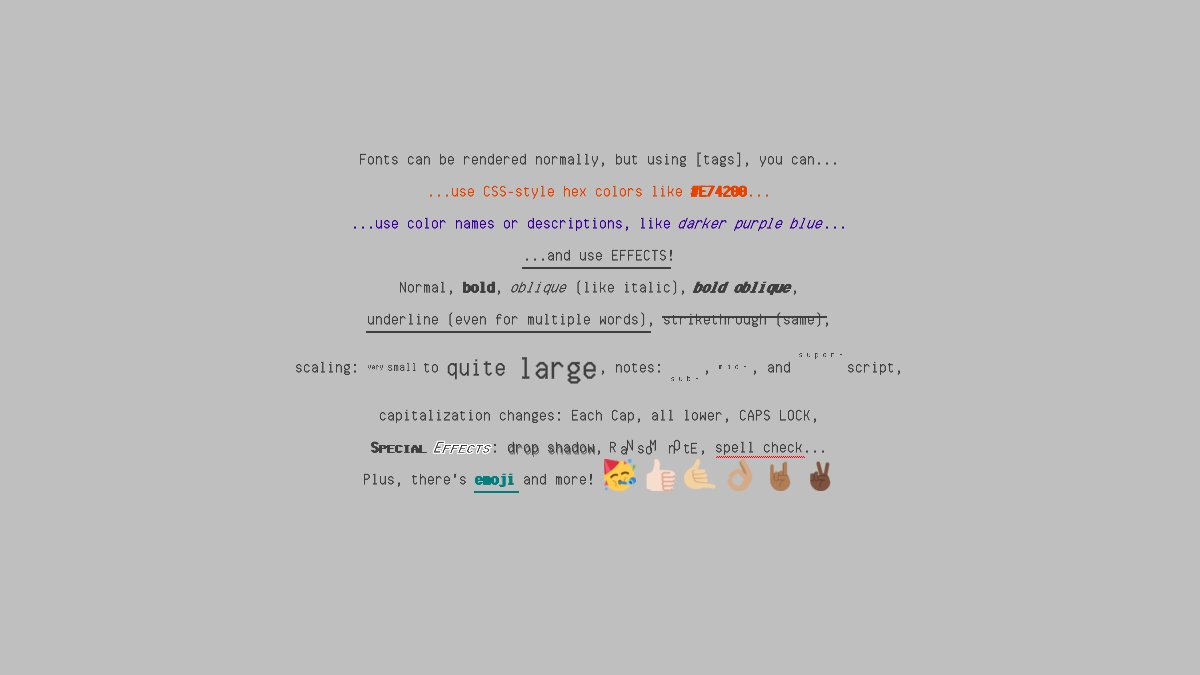 Fonts can be rendered normally, but using [tags], you can...
...use CSS-style hex colors like #E74200...
...use color names or descriptions, like darker purple blue...
...and use EFFECTS!
Normal, bold, oblique (like italic), bold oblique,
underline (even for multiple words), strikethrough (same),
scaling: very small to quite large, notes: sub-, mid-, and super-script,
capitalization changes: Each Cap, all lower, CAPS LOCK,
Special Effects: drop shadow, RaNsoM nOtE, spell check...
Plus, there's emoji and more! 🥳👍🏻🤙🏼👌🏽🤘🏾✌🏿